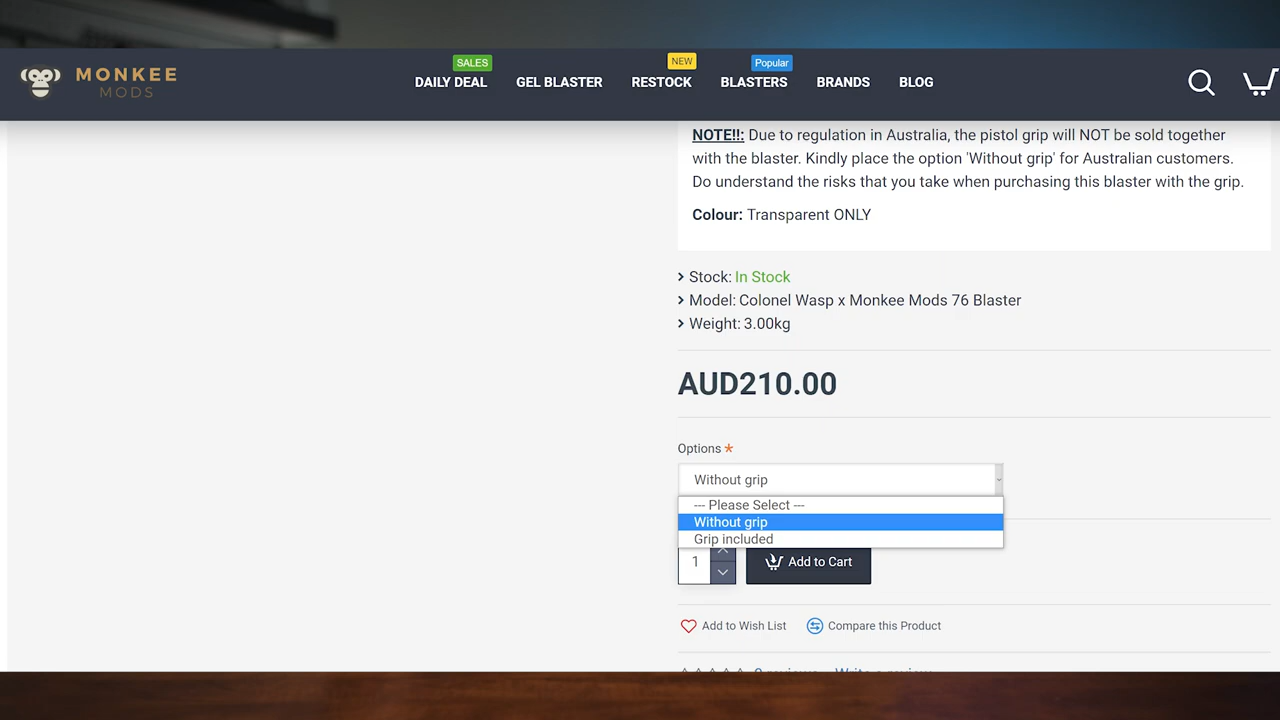 SALES
NEW
Popular
MONKEE
MODS
DAILY DEAL
GEL BLASTER
RESTOCK
BLASTERS
BRANDS
BLOG
NOTE!!: Due to regulation in Australia, the pistol grip will NOT be sold together
with the blaster. Kindly place the option 'Without grip' for Australian customers.
Do understand the risks that you take when purchasing this blaster with the grip.
Colour: Transparent ONLY
Stock: In Stock
Model: Colonel Wasp x Monkee Mods 76 Blaster
Weight: 3.00kg
AUD210.00
Options *
Without grip
--- Please Select ---
Without grip
Grip included
1
Add to Cart
Add to Wish List
Compare this Product